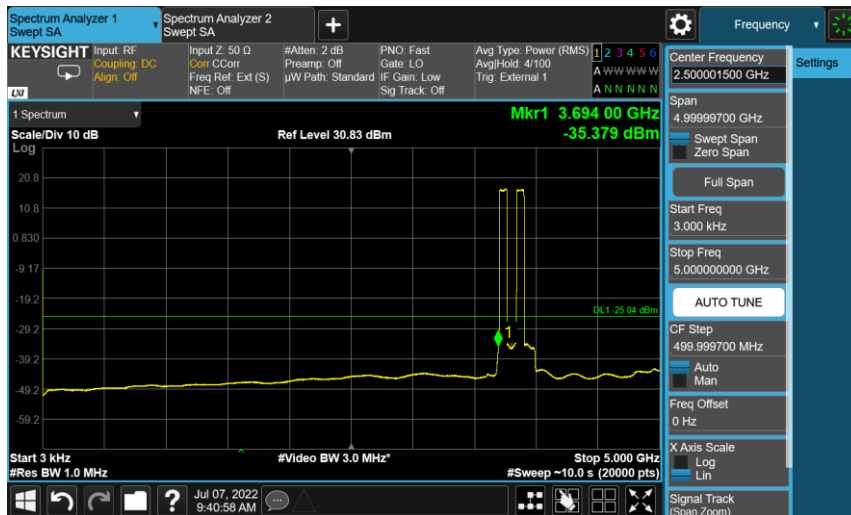 Spectrum Analyzer 1
Swept SA
Spectrum Analyzer 2
Swept SA
+
Frequency
KEYSIGHT
LXI
Input: RF
Coupling: DC
Align: Off
Input Z: 50 Ω
Corr CCorr
Freq Ref: Ext (S)
NFE: Off
#Atten: 2 dB
Preamp: Off
µW Path: Standard
PNO: Fast
Gate: LO
IF Gain: Low
Sig Track: Off
Avg Type: Power (RMS)
Avg|Hold: 4/100
Trig: External 1
1 2 3 4 5 6
A W W W W W
A N N N N N
1 Spectrum
Scale/Div 10 dB
Log
Ref Level 30.83 dBm
Mkr1 3.694 00 GHz
-35.379 dBm
20.8
10.8
0.830
-9.17
-19.2
-29.2
-39.2
-49.2
-59.2
DL1 -25.04 dBm
1
Start 3 kHz
#Res BW 1.0 MHz
#Video BW 3.0 MHz*
Stop 5.000 GHz
#Sweep ~10.0 s (20000 pts)
Center Frequency
2.500001500 GHz
Settings
Span
4.99999700 GHz
Swept Span
Zero Span
Full Span
Start Freq
3.000 kHz
Stop Freq
5.000000000 GHz
AUTO TUNE
CF Step
499.999700 MHz
Auto
Man
Freq Offset
0 Hz
X Axis Scale
Log
Lin
Signal Track
(Span Zoom)
?
Jul 07, 2022
9:40:58 AM